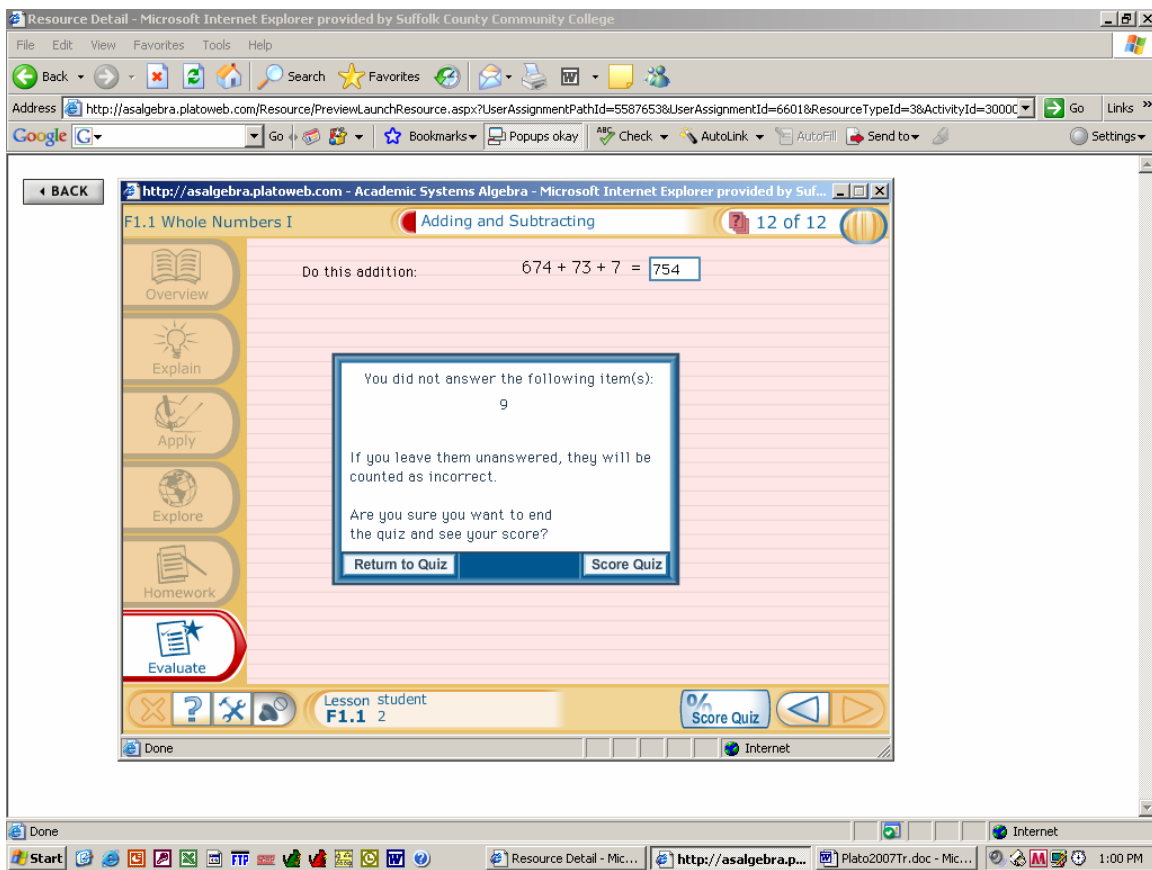 Resource Detail - Microsoft Internet Explorer provided by Suffolk County Community College
File Edit View Favorites Tools Help
Back Search Favorites
Address http://asalgebra.platoweb.com/Resource/PreviewLaunchResource.aspx?UserAssignmentPathId=5587653&UserAssignmentId=6601&ResourceTypeId=3&ActivityId=3000 Go Links »
Google G Go Bookmarks Popups okay ABC Check AutoLink AutoFill Send to Settings
BACK
http://asalgebra.platoweb.com - Academic Systems Algebra - Microsoft Internet Explorer provided by Suf...
F1.1 Whole Numbers I Adding and Subtracting ? 12 of 12
Do this addition: 674 + 73 + 7 = 754
Overview
Explain
Apply
Explore
Homework
Evaluate
You did not answer the following item(s):
9
If you leave them unanswered, they will be
counted as incorrect.
Are you sure you want to end
the quiz and see your score?
Return to Quiz Score Quiz
? Lesson student % Score Quiz
F1.1 2
Done Internet
Done Internet
Start FTP W Resource Detail - Mic... http://asalgebra.p... Plato2007Tr.doc - Mic... M 1:00 PM